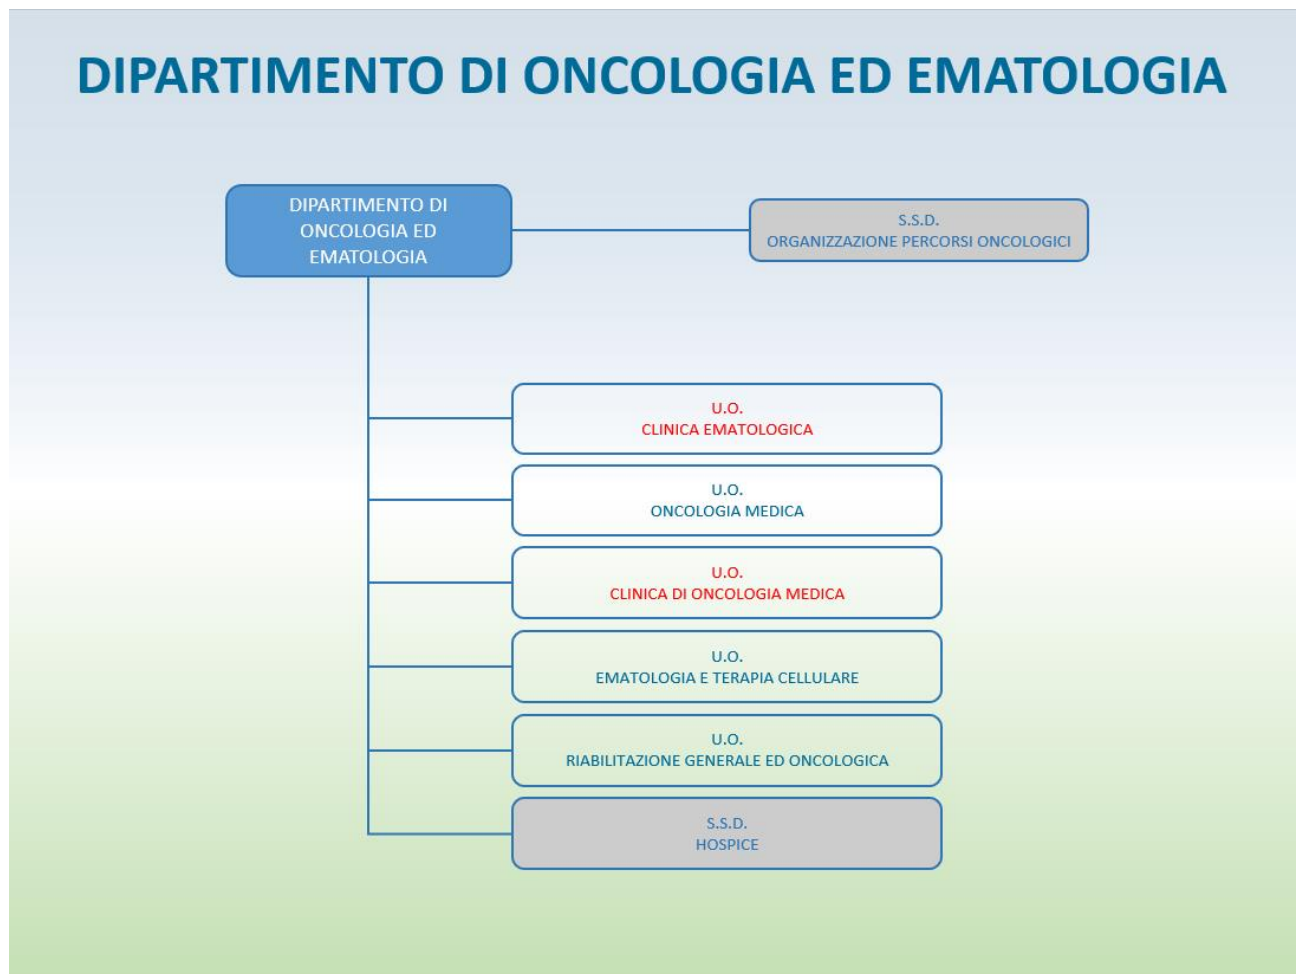 DIPARTIMENTO DI ONCOLOGIA ED EMATOLOGIA
DIPARTIMENTO DI
ONCOLOGIA ED
EMATOLOGIA
S.S.D.
ORGANIZZAZIONE PERCORSI ONCOLOGICI
U.O.
CLINICA EMATOLOGICA
U.O.
ONCOLOGIA MEDICA
U.O.
CLINICA DI ONCOLOGIA MEDICA
U.O.
EMATOLOGIA E TERAPIA CELLULARE
U.O.
RIABILITAZIONE GENERALE ED ONCOLOGICA
S.S.D.
HOSPICE